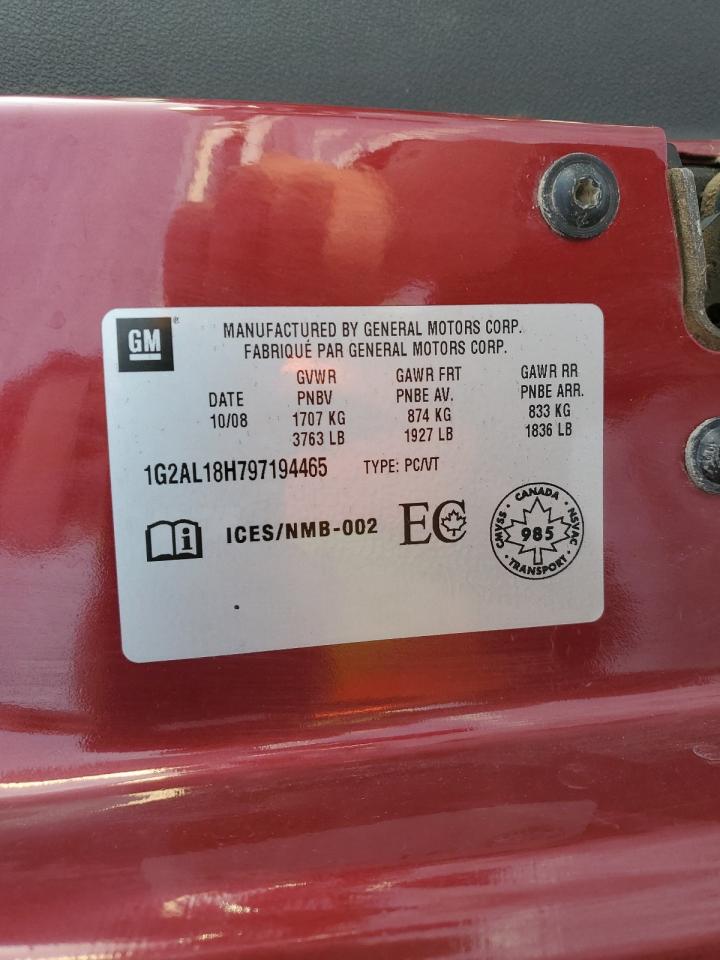 GM® MANUFACTURED BY GENERAL MOTORS CORP.
FABRIQUÉ PAR GENERAL MOTORS CORP.
GVWR GAWR FRT GAWR RR
DATE PNBV PNBE AV. PNBE ARR.
10/08 1707 KG 874 KG 833 KG
3763 LB 1927 LB 1836 LB
1G2AL18H797194465 TYPE: PC/VT
i ICES/NMB-002 EC
CANADA
CMVSS 985 NSVAC
TRANSPORT